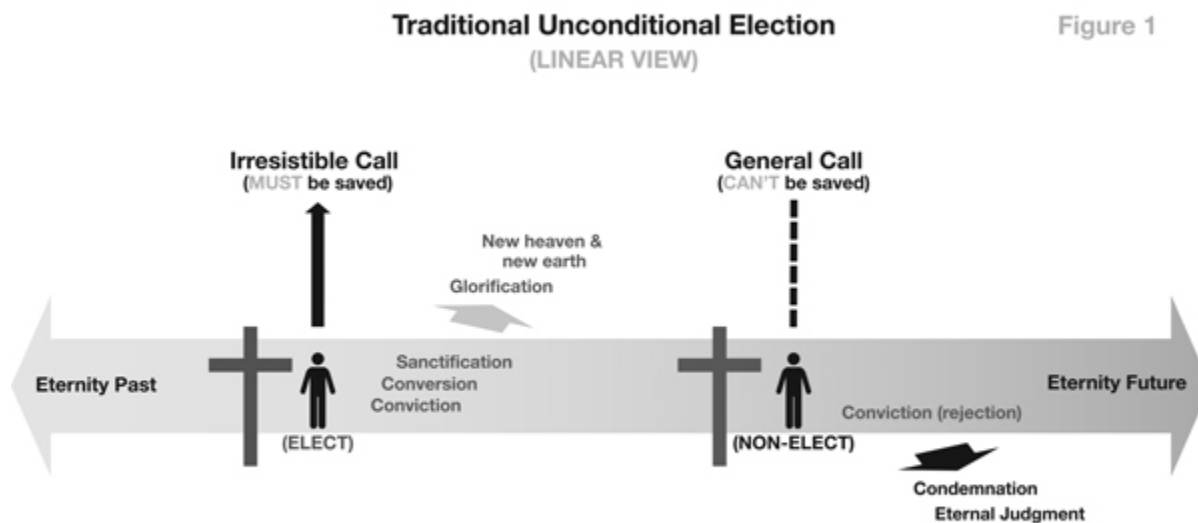 Traditional Unconditional Election
(LINEAR VIEW)
Figure 1
Irresistible Call
(MUST be saved)
General Call
(CAN'T be saved)
New heaven &
new earth
Glorification
Eternity Past
Sanctification
Conversion
Conviction
(ELECT)
(NON-ELECT)
Conviction (rejection)
Eternity Future
Condemnation
Eternal Judgment